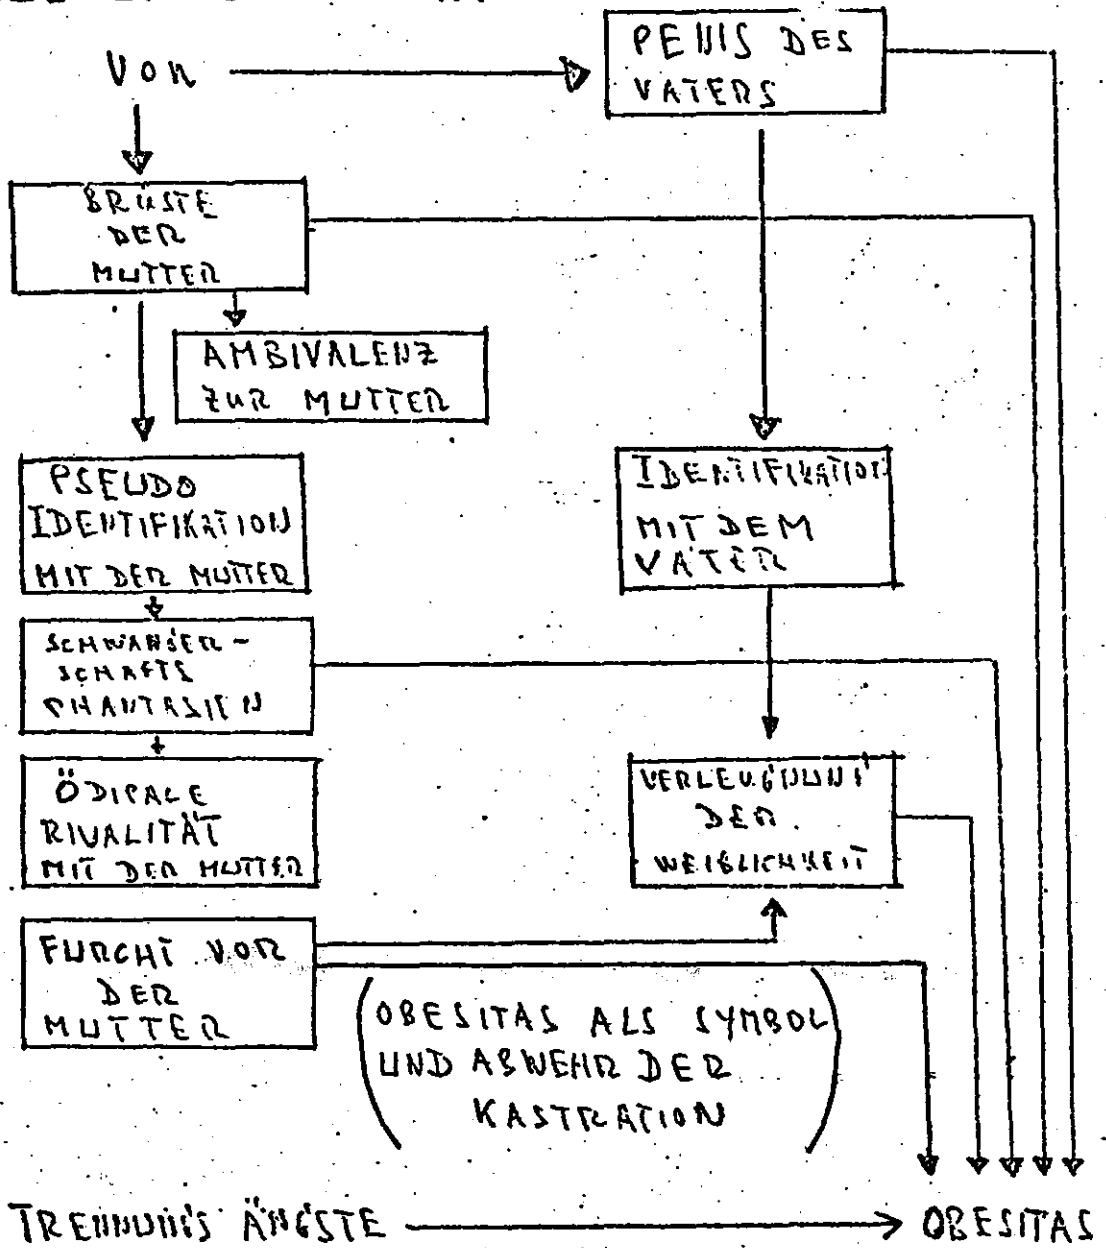 VON
PENIS DES
VATERS
BRÜSTE
DER
MUTTER
AMBIVALENZ
ZUR MUTTER
PSEUDO
IDENTIFIKATION
MIT DER MUTTER
IDENTIFIKATION
MIT DEM
VATER
SCHWANGER-
SCHAFTS
PHANTASIEN
ÖDIPALE
RIVALITÄT
MIT DER MUTTER
VERLEUGNUNG
DER
WEIBLICHKEIT
FURCHT VOR
DER
MUTTER
(OBESITAS ALS SYMBOL
UND ABWEHR DER
KASTRATION)
TRENNUNGS ÄNGSTE
OBESITAS